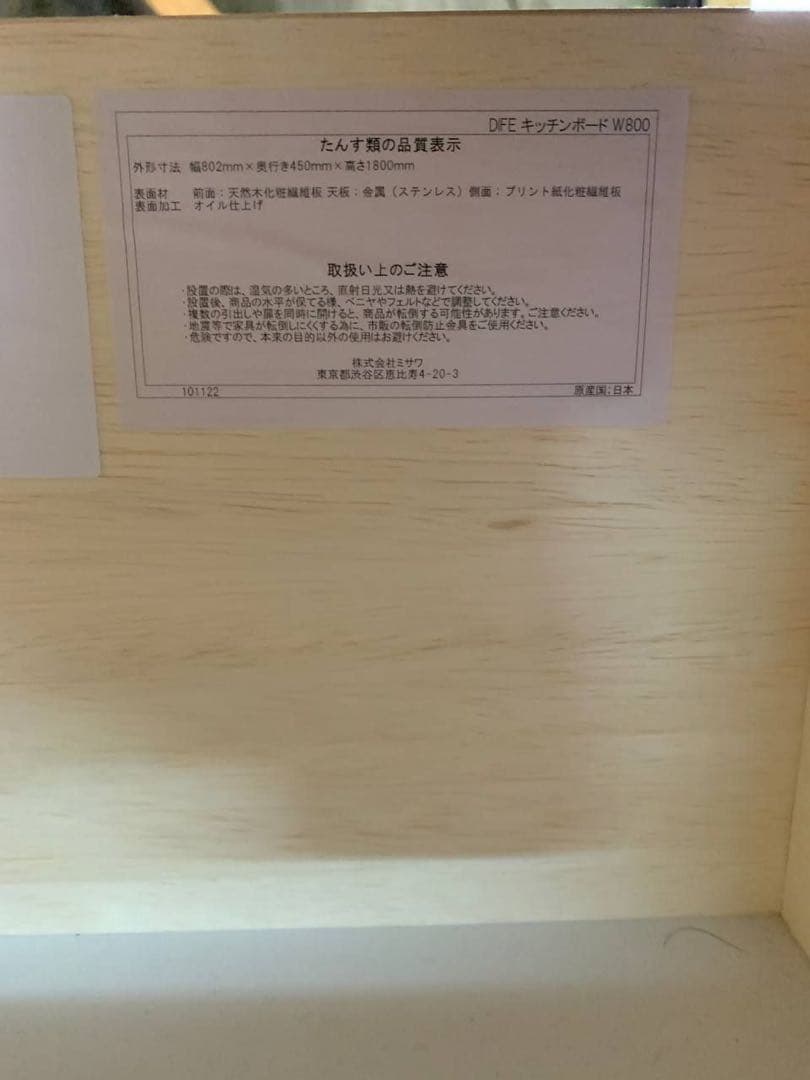 DIFE キッチンボード W800
たんす類の品質表示
外形寸法 幅802mm×奥行き450mm×高さ1800mm
表面材 前面：天然木化粧繊維板 天板：金属（ステンレス）側面：プリント紙化粧繊維板
表面加工 オイル仕上げ
取扱い上のご注意
・設置の際は、湿気の多いところ、直射日光又は熱を避けてください。
・設置後、商品の水平が保てる様、ベニヤやフェルトなどで調整してください。
・複数の引出しや扉を同時に開けると、商品が転倒する可能性があります。ご注意ください。
・地震等で家具が転倒しにくくする為に、市販の転倒防止金具をご使用ください。
・危険ですので、本来の目的以外の使用はお避けください。
株式会社ミサワ
東京都渋谷区恵比寿4-20-3
101122 原産国：日本